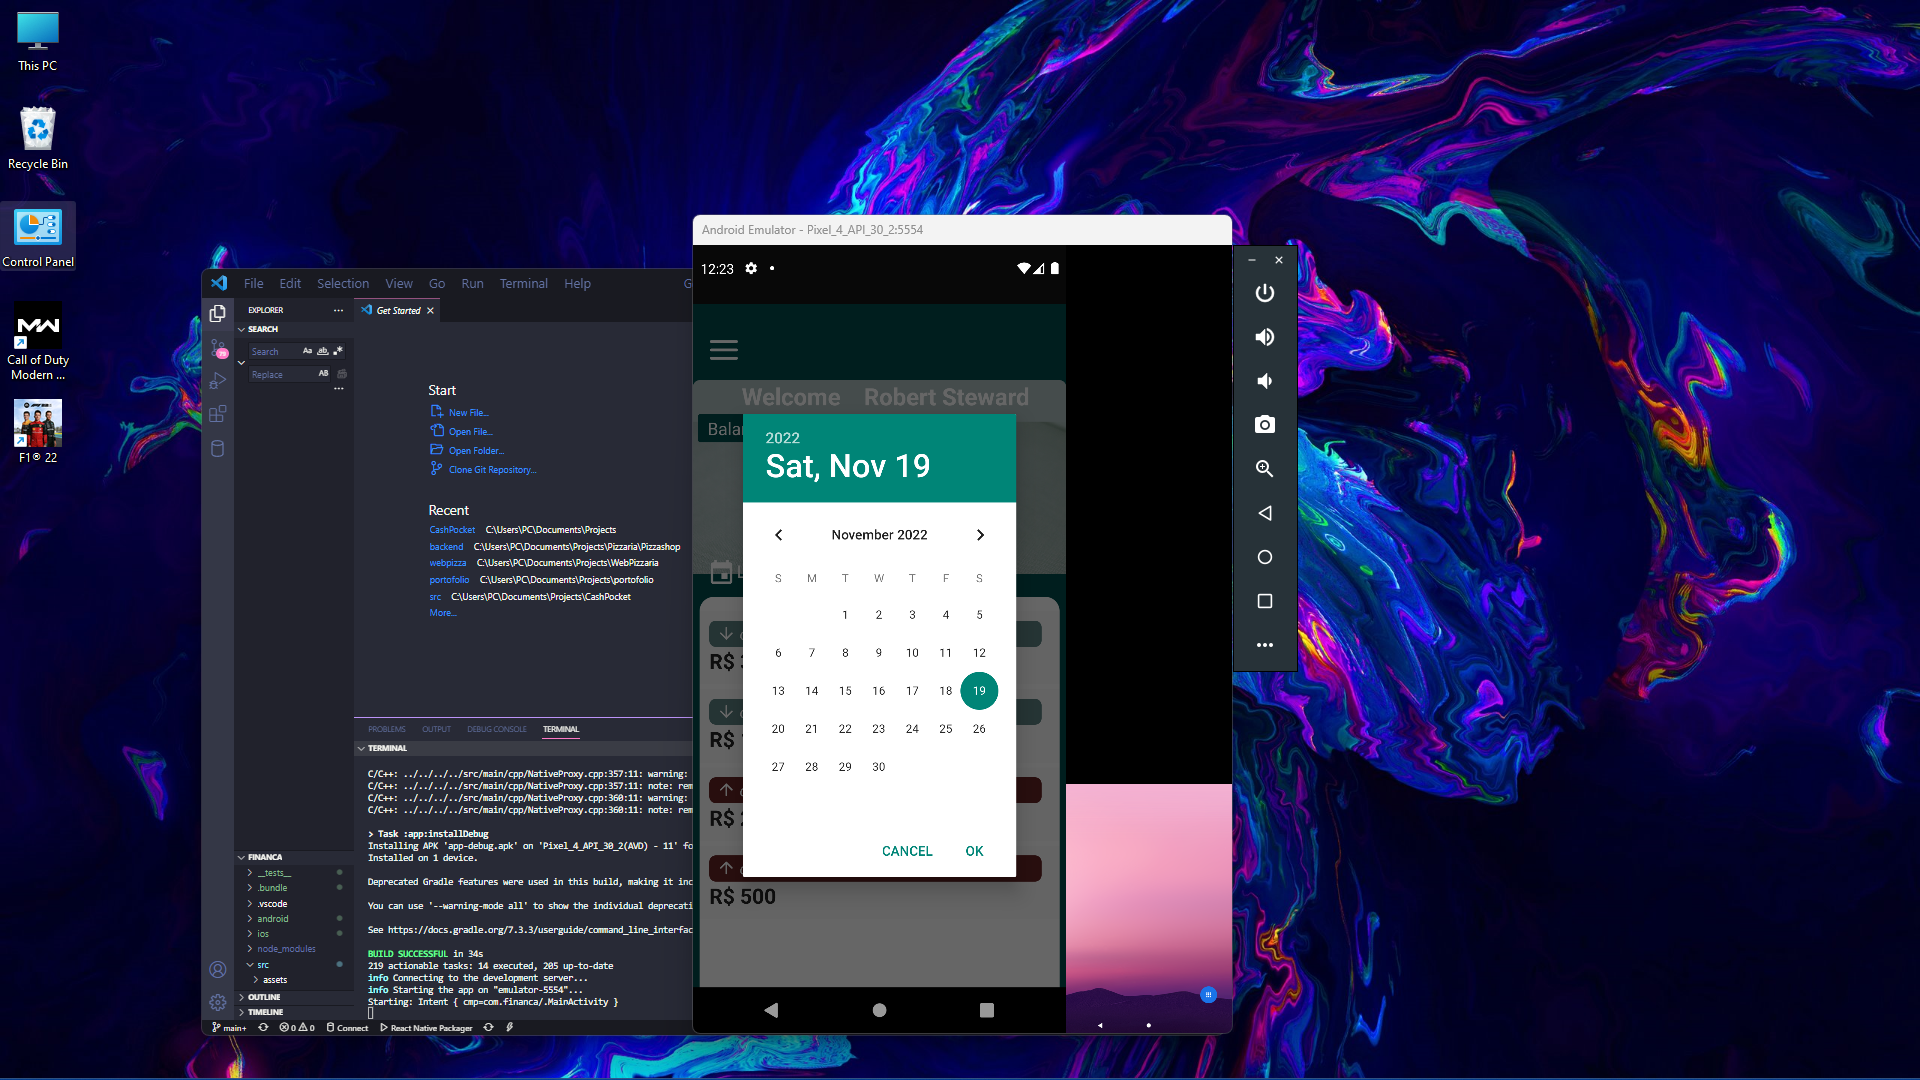 This PC
Recycle Bin
Control Panel
Call of Duty
Modern ...
F1® 22
File Edit Selection View Go Run Terminal Help
EXPLORER
Get Started
SEARCH
Search
Replace
Start
New File...
Open File...
Open Folder...
Clone Git Repository...
Recent
CashPocket C:\Users\PC\Documents\Projects
backend C:\Users\PC\Documents\Projects\Pizzaria\Pizzashop
webpizza C:\Users\PC\Documents\Projects\WebPizzaria
portofolio C:\Users\PC\Documents\Projects\portofolio
src C:\Users\PC\Documents\Projects\CashPocket
More...
PROBLEMS OUTPUT DEBUG CONSOLE TERMINAL
TERMINAL
C/C++: ../../../../src/main/cpp/NativeProxy.cpp:357:11: warning:
C/C++: ../../../../src/main/cpp/NativeProxy.cpp:357:11: note: rem
C/C++: ../../../../src/main/cpp/NativeProxy.cpp:360:11: warning:
C/C++: ../../../../src/main/cpp/NativeProxy.cpp:360:11: note: rem
> Task :app:installDebug
Installing APK 'app-debug.apk' on 'Pixel_4_API_30_2(AVD) - 11' fo
Installed on 1 device.
Deprecated Gradle features were used in this build, making it inc
You can use '--warning-mode all' to show the individual deprecati
See https://docs.gradle.org/7.3.3/userguide/command_line_interfac
BUILD SUCCESSFUL in 34s
219 actionable tasks: 14 executed, 205 up-to-date
info Connecting to the development server...
info Starting the app on "emulator-5554"...
Starting: Intent { cmp=com.financa/.MainActivity }
FINANCA
__tests__
.bundle
.vscode
android
ios
node_modules
src
assets
OUTLINE
TIMELINE
main+ 0 0 Connect React Native Packager
Android Emulator - Pixel_4_API_30_2:5554
12:23
Welcome Robert Steward
Balan
2022
Sat, Nov 19
November 2022
S M T W T F S
1 2 3 4 5
6 7 8 9 10 11 12
13 14 15 16 17 18 19
20 21 22 23 24 25 26
27 28 29 30
CANCEL OK
R$
R$
R$
R$ 500